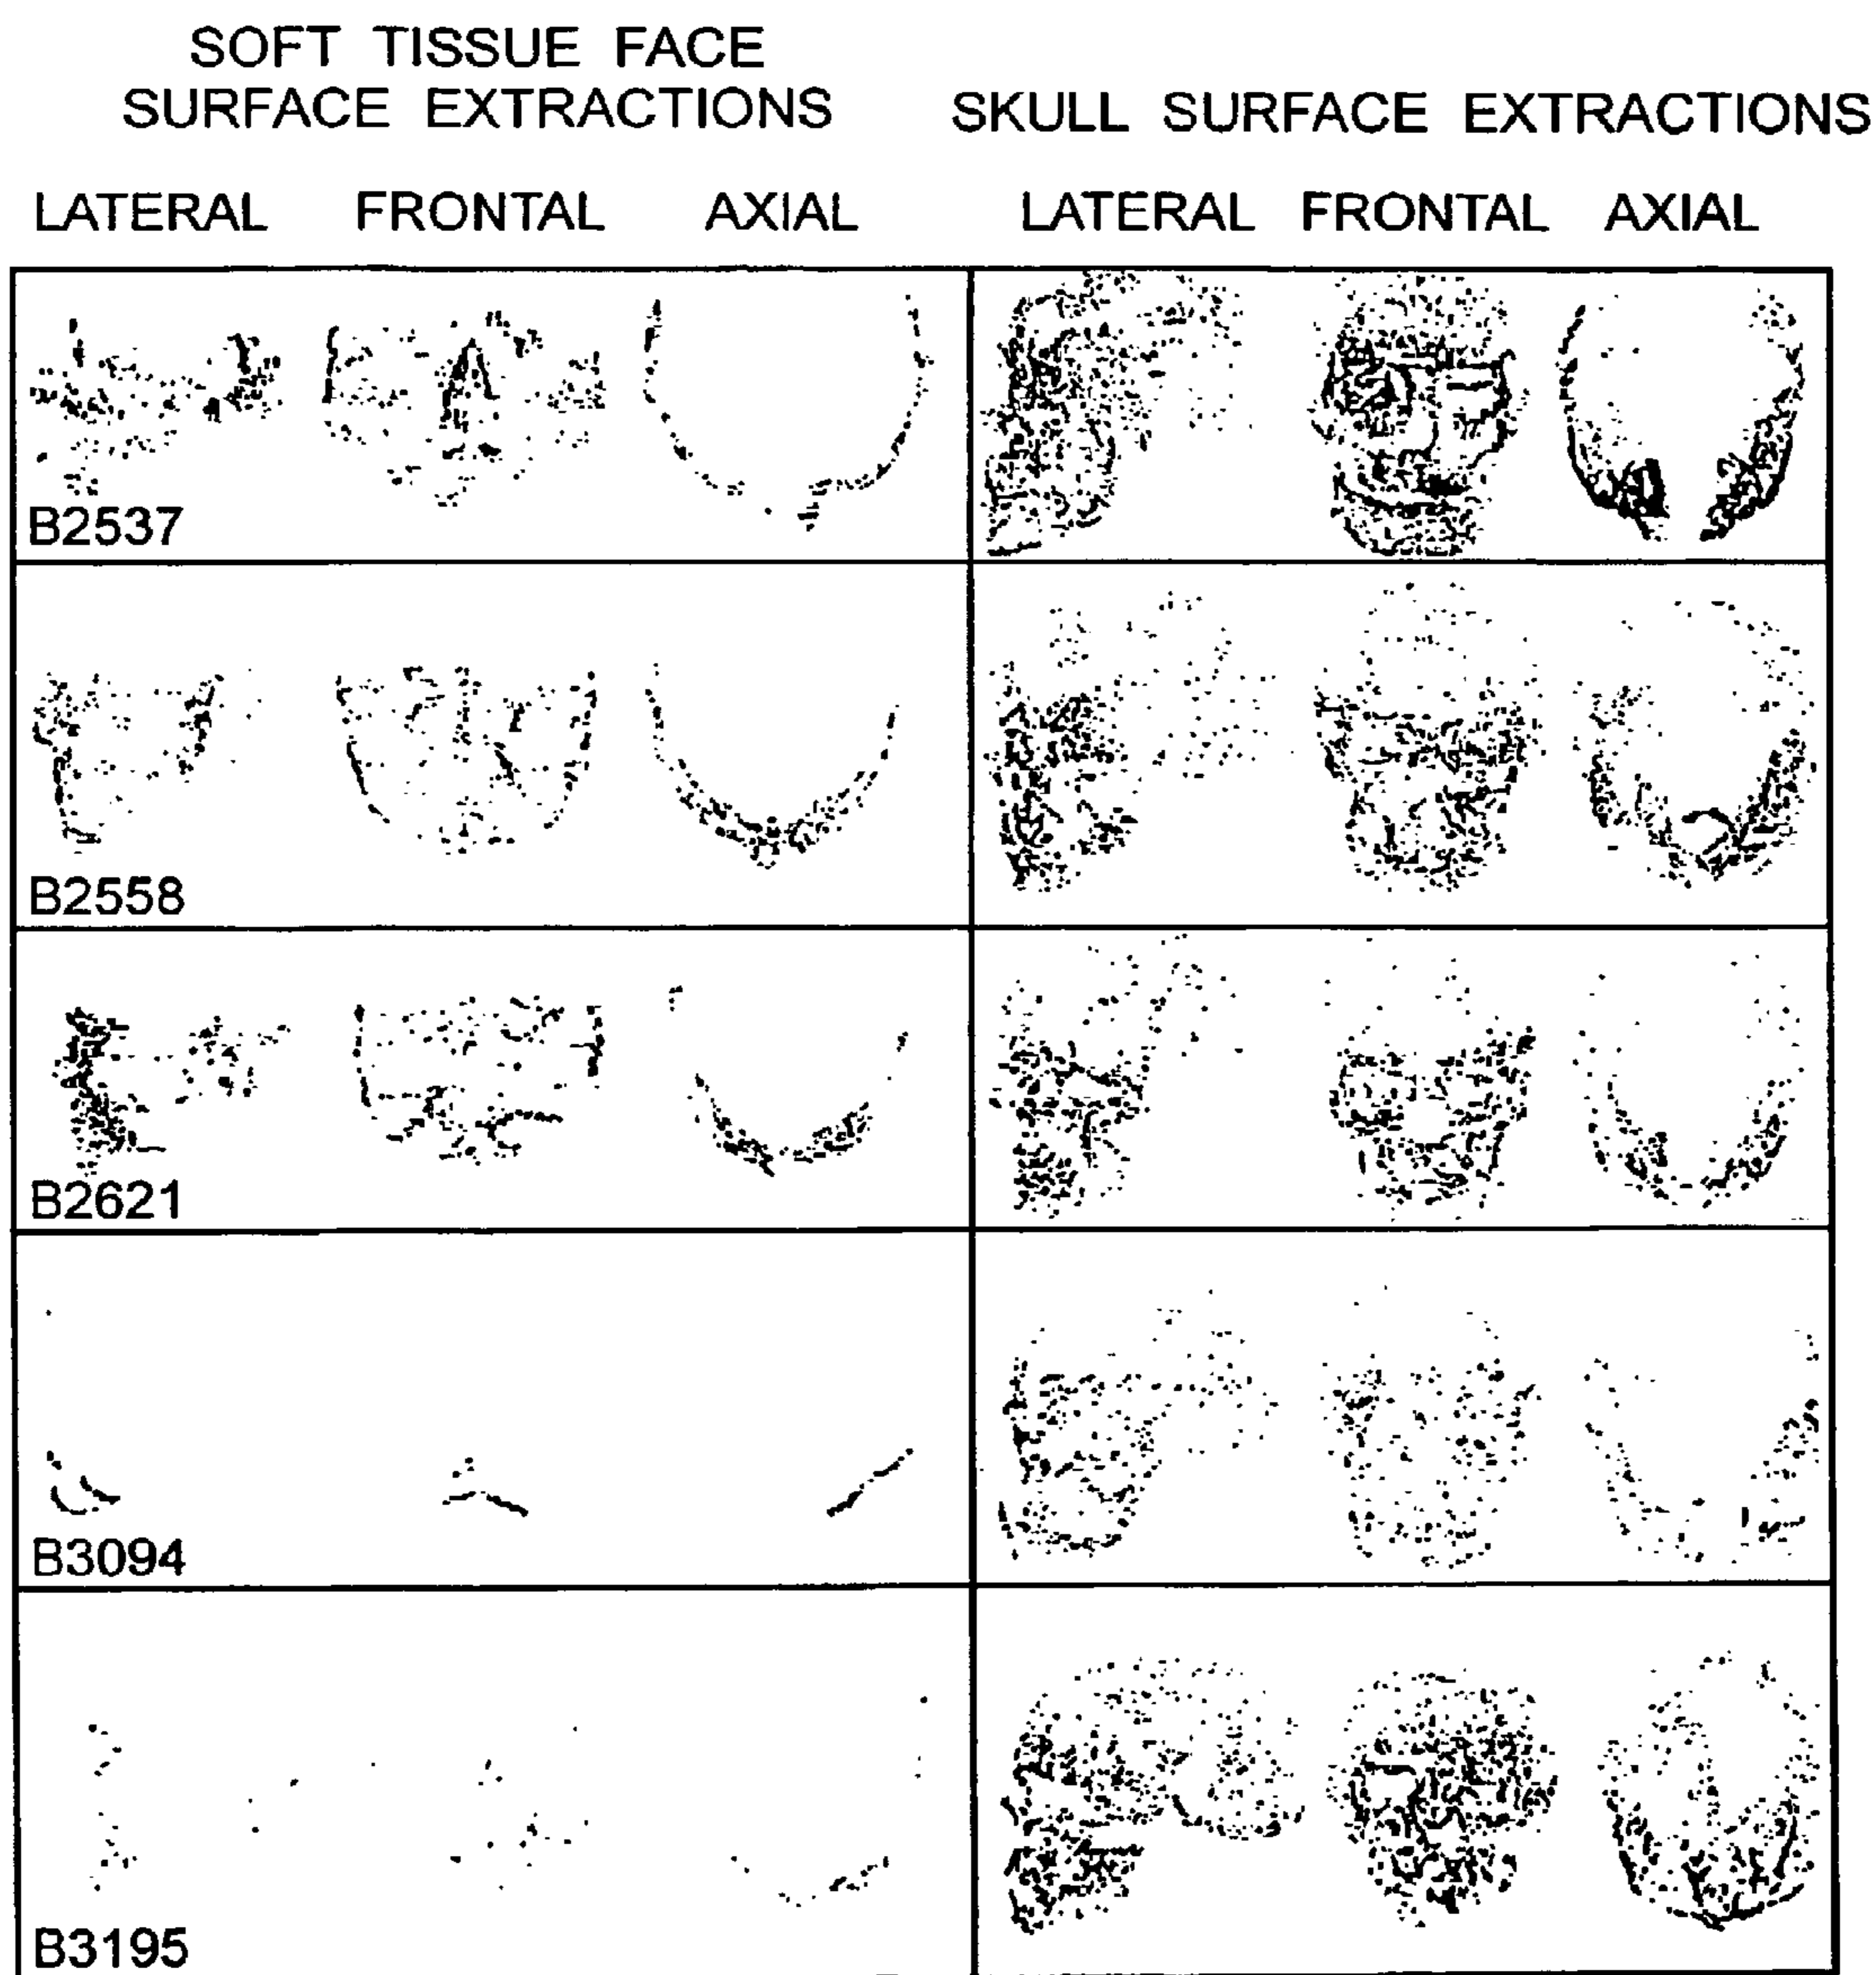 SOFT TISSUE FACE
SURFACE EXTRACTIONS
SKULL SURFACE EXTRACTIONS
LATERAL FRONTAL AXIAL LATERAL FRONTAL AXIAL
B2537
B2558
B2621
B3094
B3195